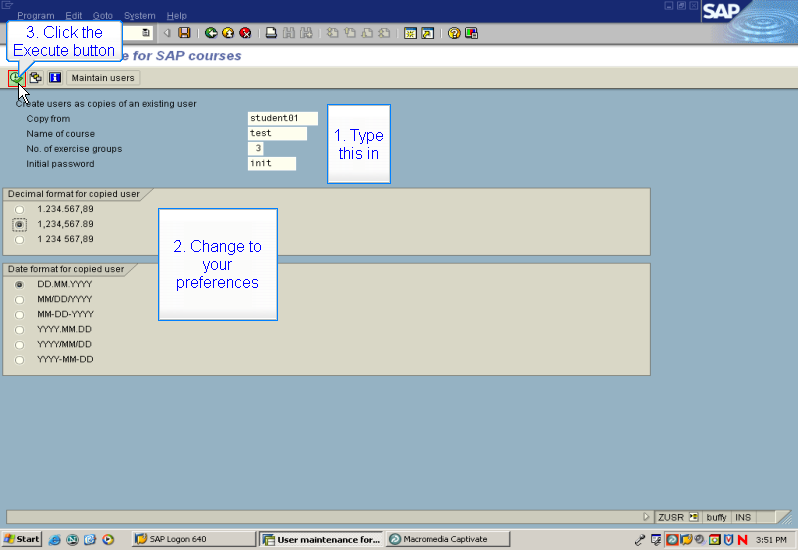 Program Edit Goto System Help
SAP
3. Click the
Execute button
e for SAP courses
Maintain users
Create users as copies of an existing user
Copy from student01
Name of course test
No. of exercise groups 3
Initial password init
1. Type
this in
Decimal format for copied user
1.234.567,89
1,234,567.89
1 234 567,89
2. Change to
your
preferences
Date format for copied user
DD.MM.YYYY
MM/DD/YYYY
MM-DD-YYYY
YYYY.MM.DD
YYYY/MM/DD
YYYY-MM-DD
ZUSR buffy INS
Start SAP Logon 640 User maintenance for... Macromedia Captivate 3:51 PM